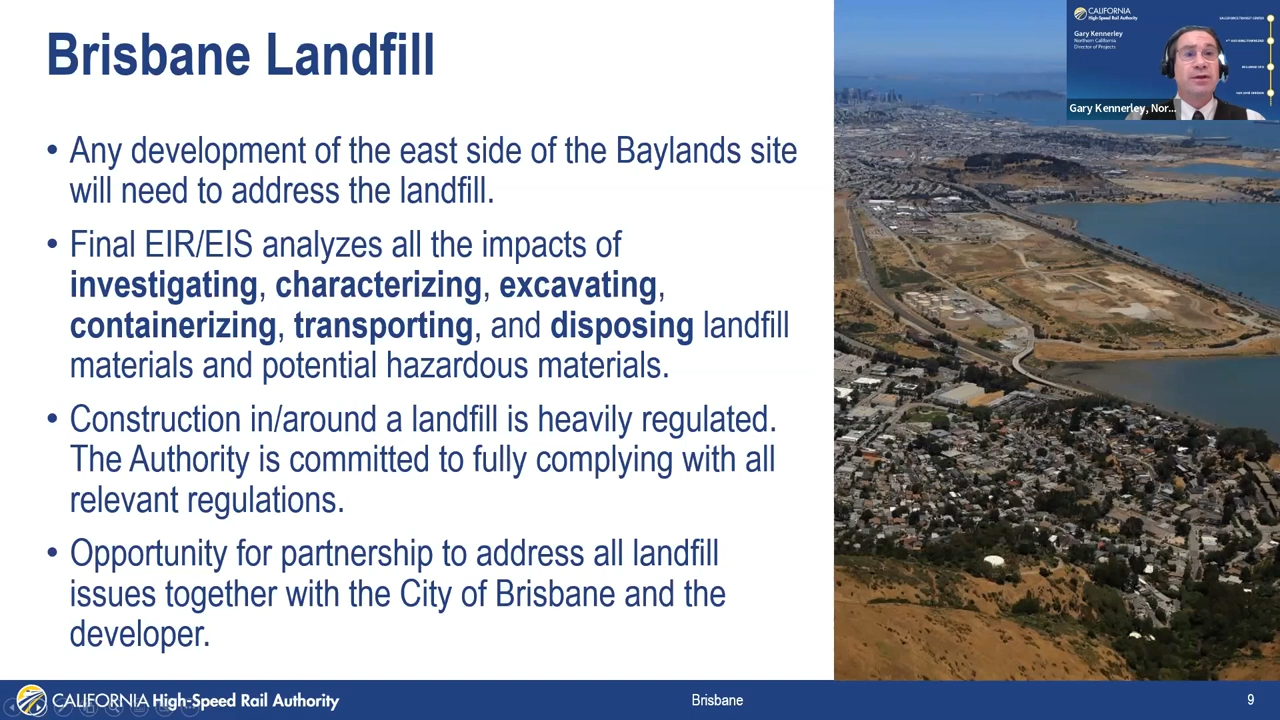 Brisbane Landfill
• Any development of the east side of the Baylands site
will need to address the landfill.
• Final EIR/EIS analyzes all the impacts of
investigating, characterizing, excavating,
containerizing, transporting, and disposing landfill
materials and potential hazardous materials.
• Construction in/around a landfill is heavily regulated.
The Authority is committed to fully complying with all
relevant regulations.
• Opportunity for partnership to address all landfill
issues together with the City of Brisbane and the
developer.
CALIFORNIA
High-Speed Rail Authority
Gary Kennerley
Northern California
Director of Projects
Gary Kennerley, Nor...
CALIFORNIA High-Speed Rail Authority
Brisbane
9